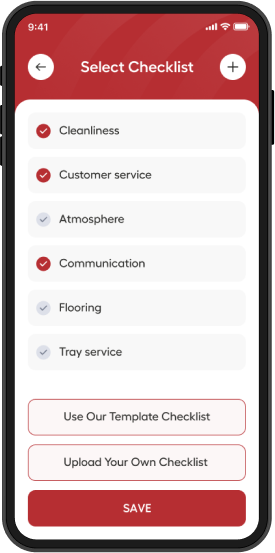 9:41
Select Checklist
Cleanliness
Customer service
Atmosphere
Communication
Flooring
Tray service
Use Our Template Checklist
Upload Your Own Checklist
SAVE